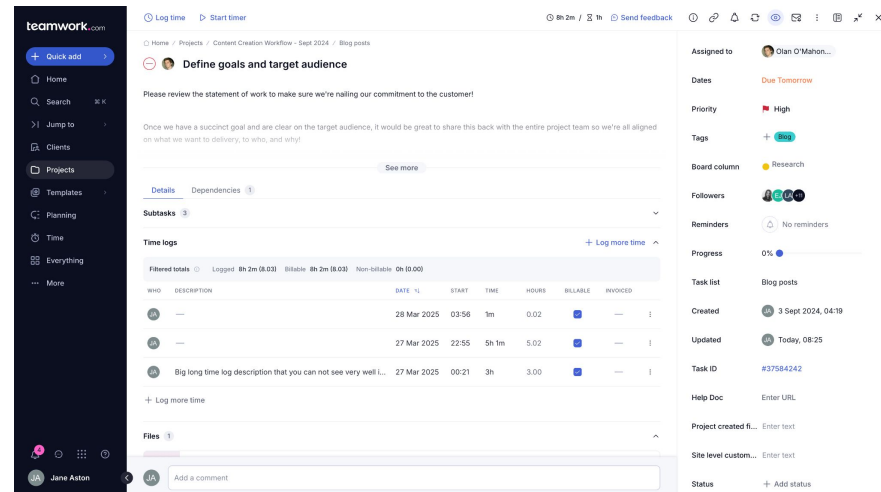 teamwork.com
Quick add
Home
Search ⌘ K
Jump to
Clients
Projects
Templates
Planning
Time
Everything
More
4
JA Jane Aston
Log time Start timer
8h 2m / 1h Send feedback
Home / Projects / Content Creation Workflow - Sept 2024 / Blog posts
Define goals and target audience
Please review the statement of work to make sure we're nailing our commitment to the customer!
Once we have a succinct goal and are clear on the target audience, it would be great to share this back with the entire project team so we're all aligned
on what we want to delivery, to who, and why!
See more
Details Dependencies 1
Subtasks 3
Time logs + Log more time
Filtered totals Logged 8h 2m (8.03) Billable 8h 2m (8.03) Non-billable 0h (0.00)
WHO DESCRIPTION DATE START TIME HOURS BILLABLE INVOICED
JA — 28 Mar 2025 03:56 1m 0.02 —
JA — 27 Mar 2025 22:55 5h 1m 5.02 —
JA Big long time log description that you can not see very well i... 27 Mar 2025 00:21 3h 3.00 —
+ Log more time
Files 1
JA Add a comment
Assigned to Olan O'Mahon...
Dates Due Tomorrow
Priority High
Tags + Blog
Board column Research
Followers LA +11
Reminders No reminders
Progress 0%
Task list Blog posts
Created JA 3 Sept 2024, 04:19
Updated JA Today, 08:25
Task ID #37584242
Help Doc Enter URL
Project created fi... Enter text
Site level custom... Enter text
Status + Add status